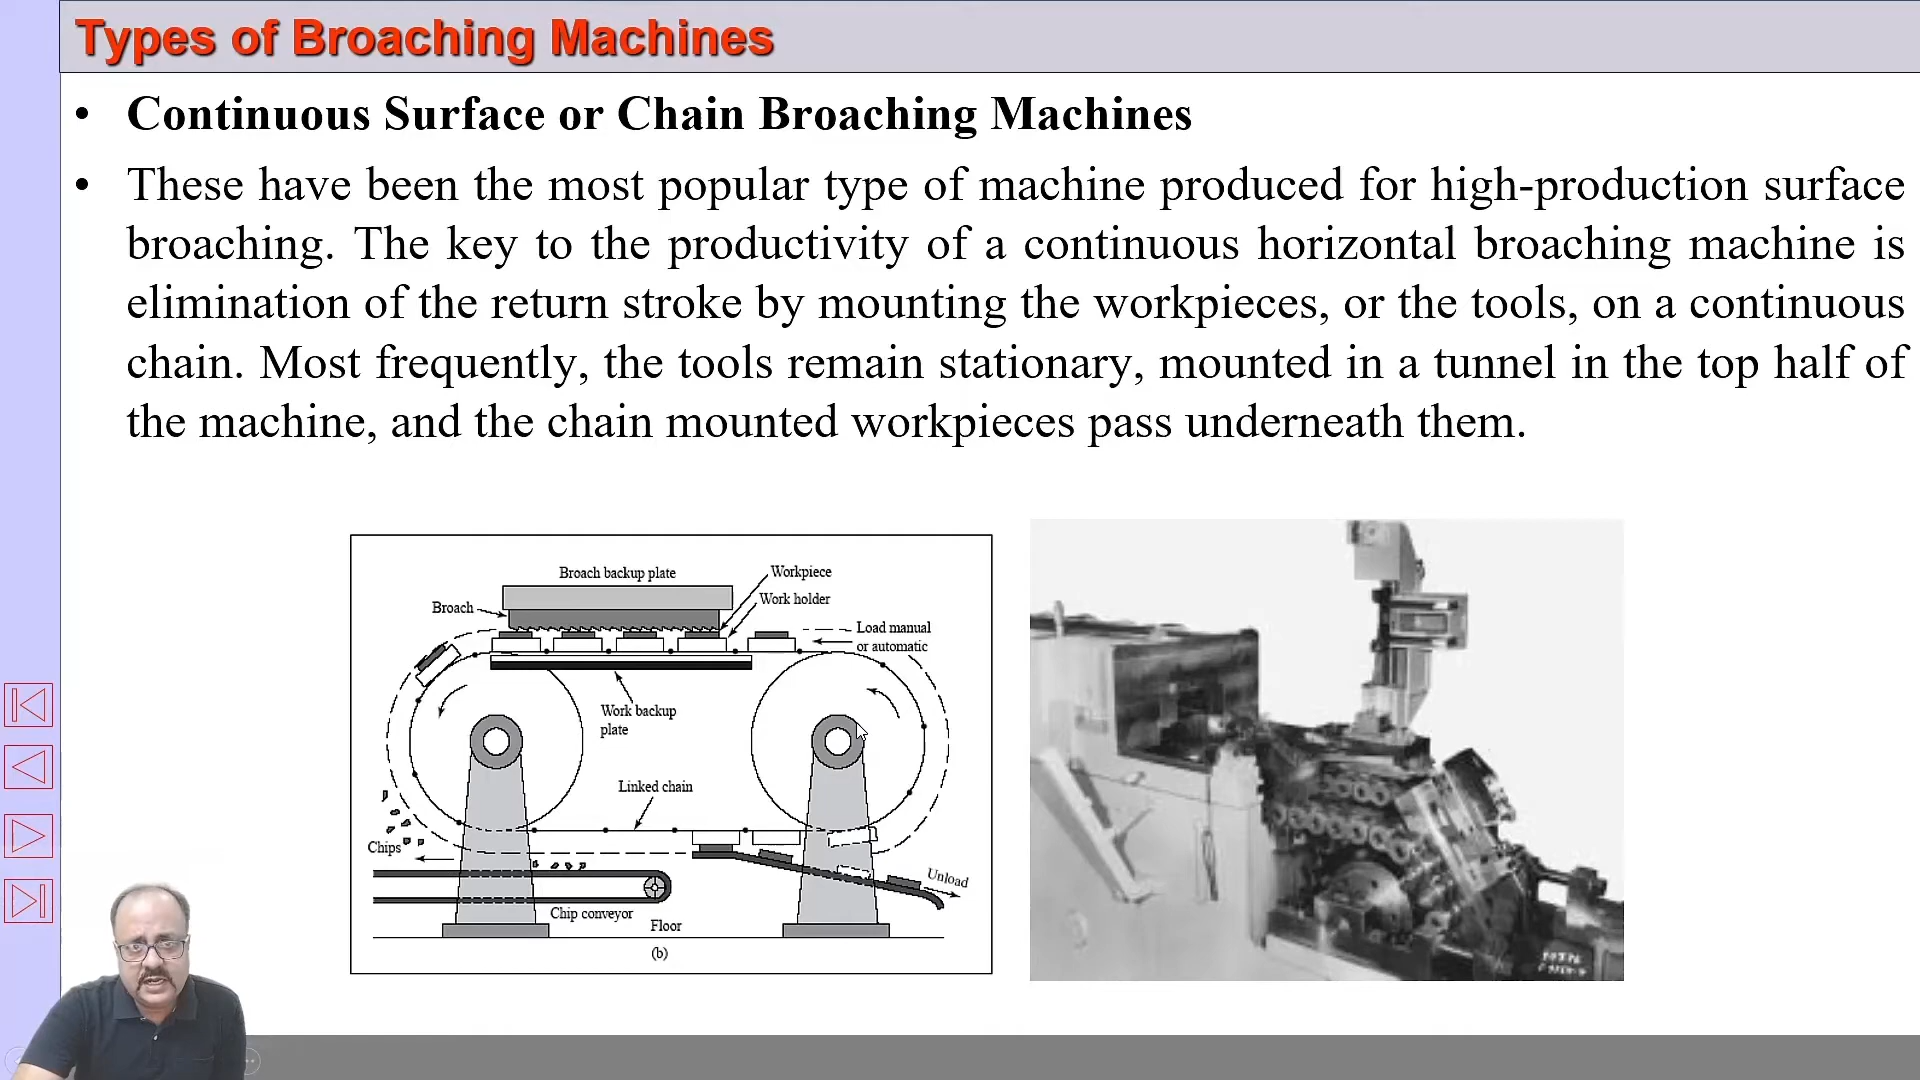 Types of Broaching Machines
• Continuous Surface or Chain Broaching Machines
• These have been the most popular type of machine produced for high-production surface
broaching. The key to the productivity of a continuous horizontal broaching machine is
elimination of the return stroke by mounting the workpieces, or the tools, on a continuous
chain. Most frequently, the tools remain stationary, mounted in a tunnel in the top half of
the machine, and the chain mounted workpieces pass underneath them.
Broach backup plate
Workpiece
Work holder
Broach
Load manual
or automatic
Work backup
plate
Linked chain
Chips
Unload
Chip conveyor
Floor
(b)